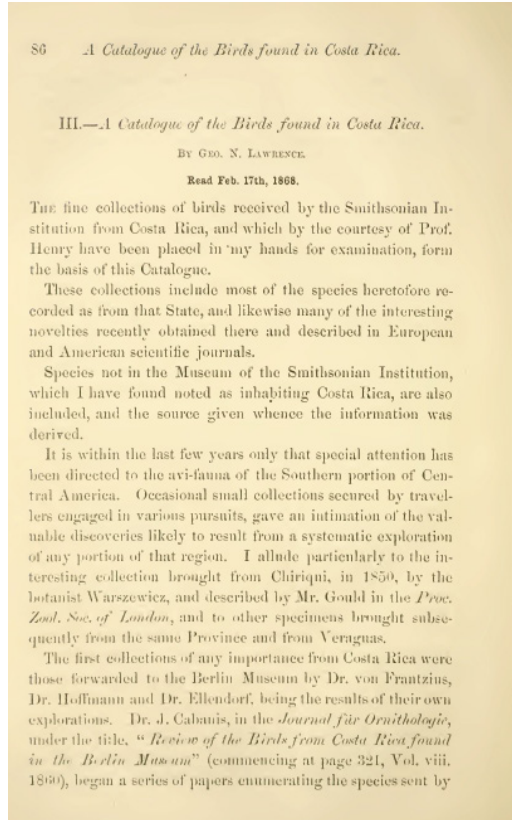 86 A Catalogue of the Birds found in Costa Rica.
III.—A Catalogue of the Birds found in Costa Rica.
By Geo. N. Lawrence.
Read Feb. 17th, 1868.
The fine collections of birds received by the Smithsonian In-
stitution from Costa Rica, and which by the courtesy of Prof.
Henry have been placed in my hands for examination, form
the basis of this Catalogue.
These collections include most of the species heretofore re-
corded as from that State, and likewise many of the interesting
novelties recently obtained there and described in European
and American scientific journals.
Species not in the Museum of the Smithsonian Institution,
which I have found noted as inhabiting Costa Rica, are also
included, and the source given whence the information was
derived.
It is within the last few years only that special attention has
been directed to the avi-fauna of the Southern portion of Cen-
tral America. Occasional small collections secured by travel-
lers engaged in various pursuits, gave an intimation of the val-
uable discoveries likely to result from a systematic exploration
of any portion of that region. I allude particularly to the in-
teresting collection brought from Chiriqui, in 1850, by the
botanist Warszewicz, and described by Mr. Gould in the Proc.
Zool. Soc. of London, and to other specimens brought subse-
quently from the same Province and from Veraguas.
The first collections of any importance from Costa Rica were
those forwarded to the Berlin Museum by Dr. von Frantzius,
Dr. Hoffmann and Dr. Ellendorf, being the results of their own
explorations. Dr. J. Cabanis, in the Journal für Ornithologie,
under the title, "Review of the Birds from Costa Rica found
in the Berlin Museum" (commencing at page 321, Vol. viii.
1860), began a series of papers enumerating the species sent by